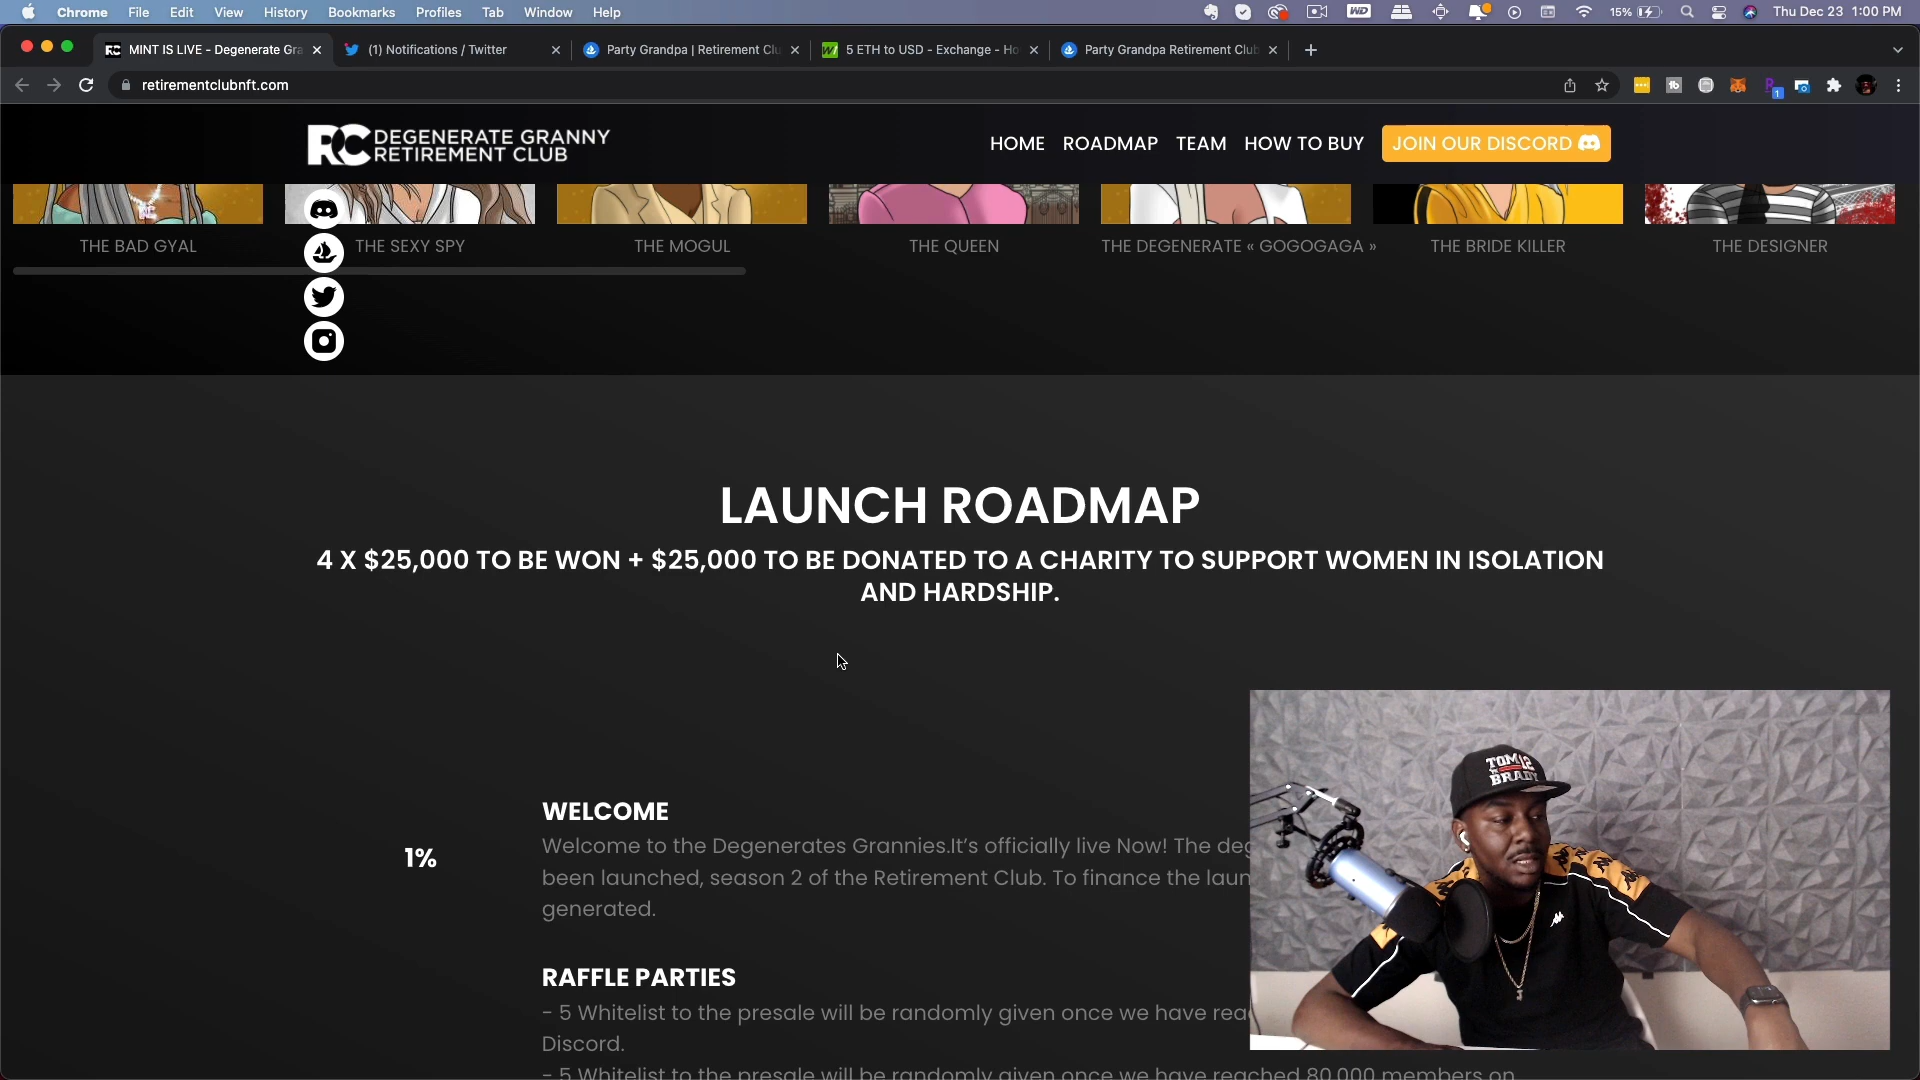 Chrome File Edit View History Bookmarks Profiles Tab Window Help
15% Thu Dec 23 1:00 PM
MINT IS LIVE - Degenerate Gra
(1) Notifications / Twitter
Party Grandpa | Retirement Clu
5 ETH to USD - Exchange - Ho
Party Grandpa Retirement Club
retirementclubnft.com
RC DEGENERATE GRANNY
RETIREMENT CLUB
HOME ROADMAP TEAM HOW TO BUY JOIN OUR DISCORD
THE BAD GYAL
THE SEXY SPY
THE MOGUL
THE QUEEN
THE DEGENERATE « GOGOGAGA »
THE BRIDE KILLER
THE DESIGNER
LAUNCH ROADMAP
4 X $25,000 TO BE WON + $25,000 TO BE DONATED TO A CHARITY TO SUPPORT WOMEN IN ISOLATION
AND HARDSHIP.
WELCOME
1%
Welcome to the Degenerates Grannies.It's officially live Now! The deg
been launched, season 2 of the Retirement Club. To finance the laun
generated.
RAFFLE PARTIES
- 5 Whitelist to the presale will be randomly given once we have reac
Discord.
- 5 Whitelist to the presale will be randomly given once we have reached 80,000 members on
TOM 12
BRADY